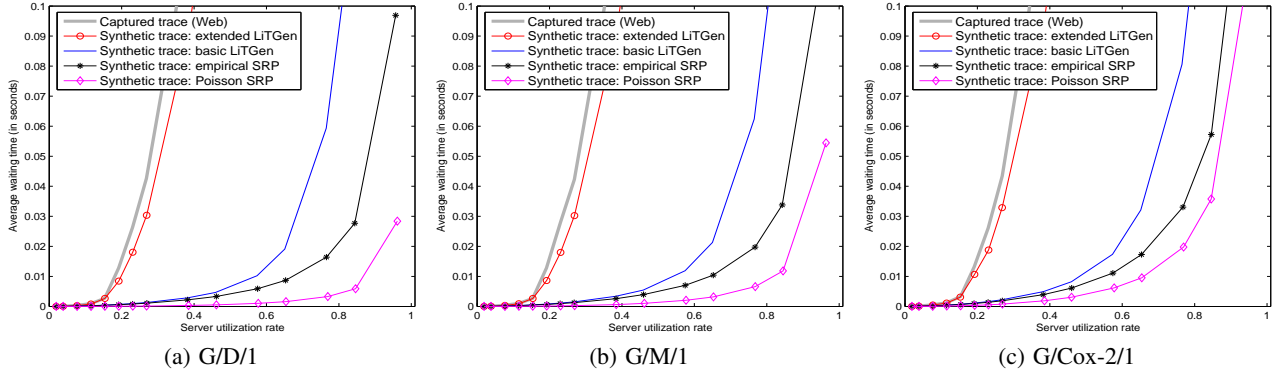 Average waiting time (in seconds)
0.1
0.09
0.08
0.07
0.06
0.05
0.04
0.03
0.02
0.01
0
Captured trace (Web)
Synthetic trace: extended LiTGen
Synthetic trace: basic LiTGen
Synthetic trace: empirical SRP
Synthetic trace: Poisson SRP
0 0.2 0.4 0.6 0.8 1
Server utilization rate
(a) G/D/1
Average waiting time (in seconds)
0.1
0.09
0.08
0.07
0.06
0.05
0.04
0.03
0.02
0.01
0
Captured trace (Web)
Synthetic trace: extended LiTGen
Synthetic trace: basic LiTGen
Synthetic trace: empirical SRP
Synthetic trace: Poisson SRP
0 0.2 0.4 0.6 0.8 1
Server utilization rate
(b) G/M/1
Average waiting time (in seconds)
0.1
0.09
0.08
0.07
0.06
0.05
0.04
0.03
0.02
0.01
0
Captured trace (Web)
Synthetic trace: extended LiTGen
Synthetic trace: basic LiTGen
Synthetic trace: empirical SRP
Synthetic trace: Poisson SRP
0 0.2 0.4 0.6 0.8 1
Server utilization rate
(c) G/Cox-2/1